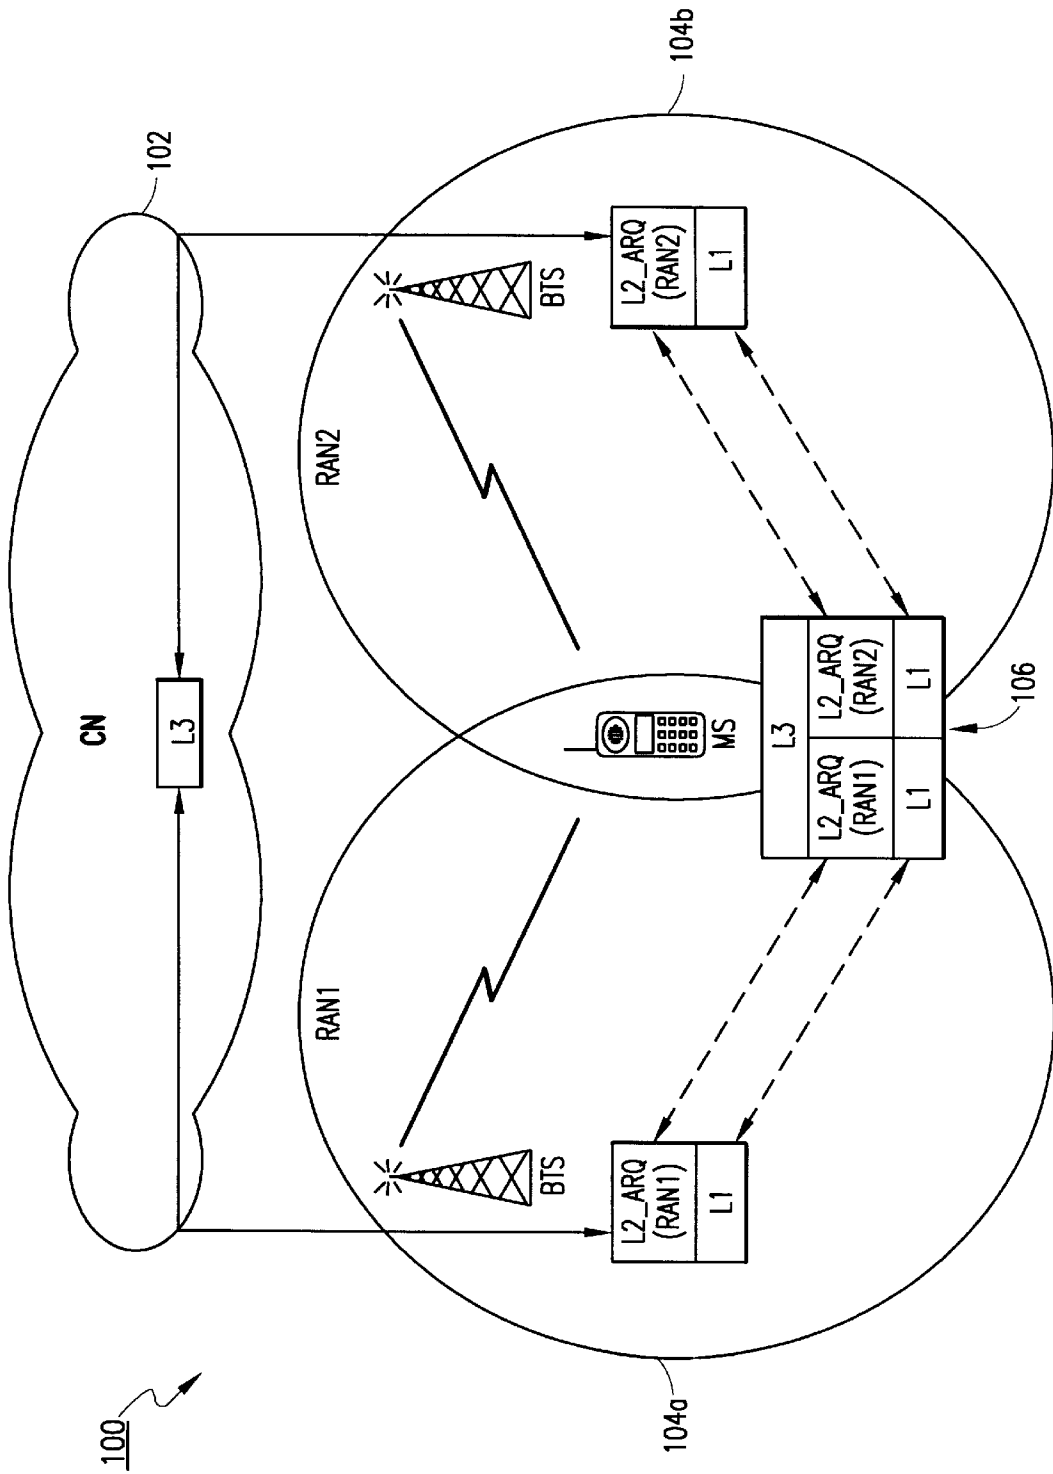 100
102
CN
L3
RAN1
RAN2
104a
104b
BTS
BTS
MS
L2_ARQ
(RAN1)
L1
L2_ARQ
(RAN2)
L1
L3
L2_ARQ
(RAN1)
L2_ARQ
(RAN2)
L1
L1
106